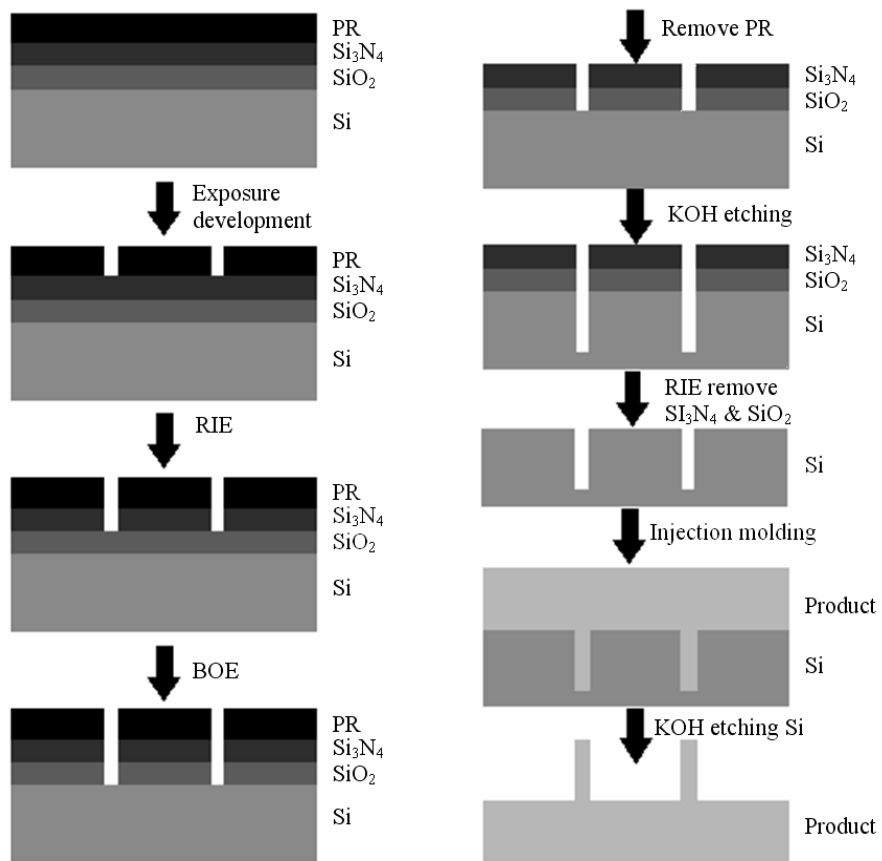 PR
Si₃N₄
SiO₂
Si
Exposure
development
PR
Si₃N₄
SiO₂
Si
RIE
PR
Si₃N₄
SiO₂
Si
BOE
PR
Si₃N₄
SiO₂
Si
Remove PR
Si₃N₄
SiO₂
Si
KOH etching
Si₃N₄
SiO₂
Si
RIE remove
SI₃N₄ & SiO₂
Si
Injection molding
Product
Si
KOH etching Si
Product